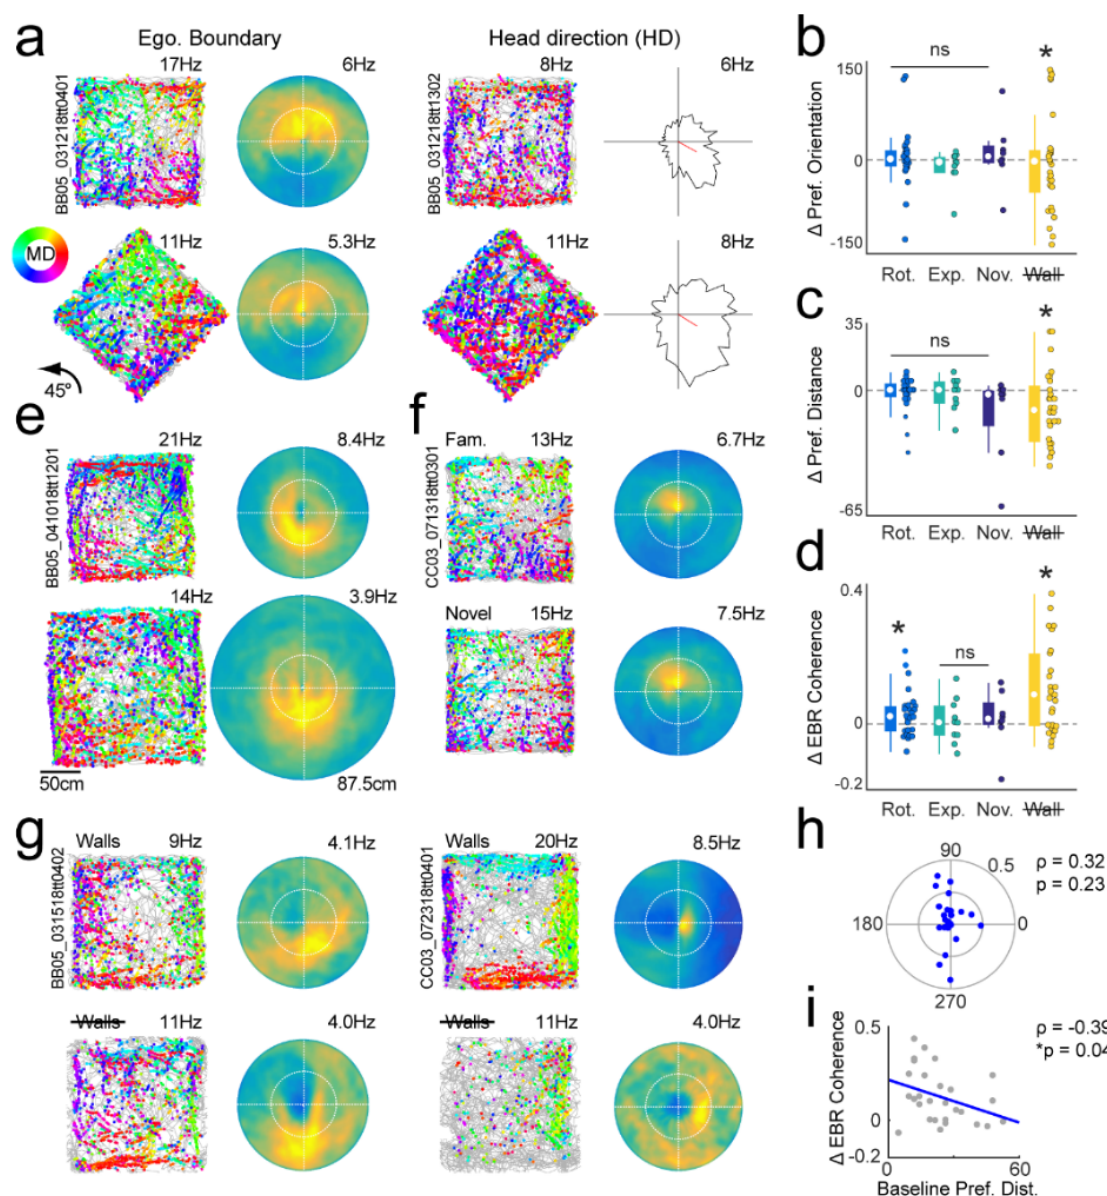 a
Ego. Boundary
Head direction (HD)
BB05_031218tt0401
17Hz
6Hz
BB05_031218tt1302
8Hz
6Hz
MD
11Hz
5.3Hz
11Hz
8Hz
45º
b
ns
*
150
0
-150
Δ Pref. Orientation
Rot. Exp. Nov. Wall
c
ns
*
35
0
-65
Δ Pref. Distance
Rot. Exp. Nov. Wall
d
*
ns
*
0.4
0
-0.2
Δ EBR Coherence
Rot. Exp. Nov. Wall
e
BB05_041018tt1201
21Hz
8.4Hz
14Hz
3.9Hz
50cm
87.5cm
f
CC03_071318tt0301
Fam. 13Hz
6.7Hz
Novel 15Hz
7.5Hz
g
BB05_031518tt0402
Walls 9Hz
4.1Hz
CC03_072318tt0401
Walls 20Hz
8.5Hz
Walls 11Hz
4.0Hz
Walls 11Hz
4.0Hz
h
90
0.5
180
0
270
ρ = 0.32
p = 0.23
i
ρ = -0.39
*p = 0.04
0.5
0
-0.2
Δ EBR Coherence
0 60
Baseline Pref. Dist.